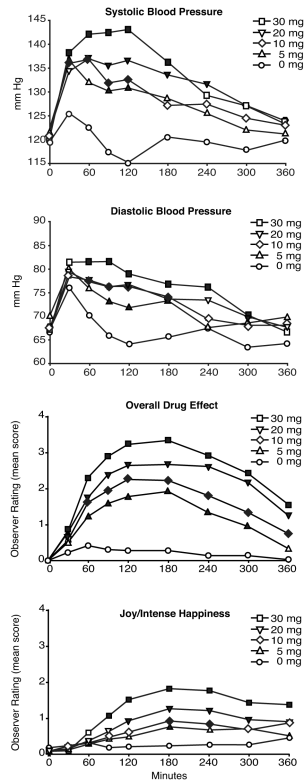 Systolic Blood Pressure
30 mg
20 mg
10 mg
5 mg
0 mg
mm Hg
145
140
135
130
125
120
115
0 60 120 180 240 300 360
Diastolic Blood Pressure
30 mg
20 mg
10 mg
5 mg
0 mg
mm Hg
90
85
80
75
70
65
60
0 60 120 180 240 300 360
Overall Drug Effect
30 mg
20 mg
10 mg
5 mg
0 mg
Observer Rating (mean score)
4
3
2
1
0
0 60 120 180 240 300 360
Joy/Intense Happiness
30 mg
20 mg
10 mg
5 mg
0 mg
Observer Rating (mean score)
4
3
2
1
0
0 60 120 180 240 300 360
Minutes